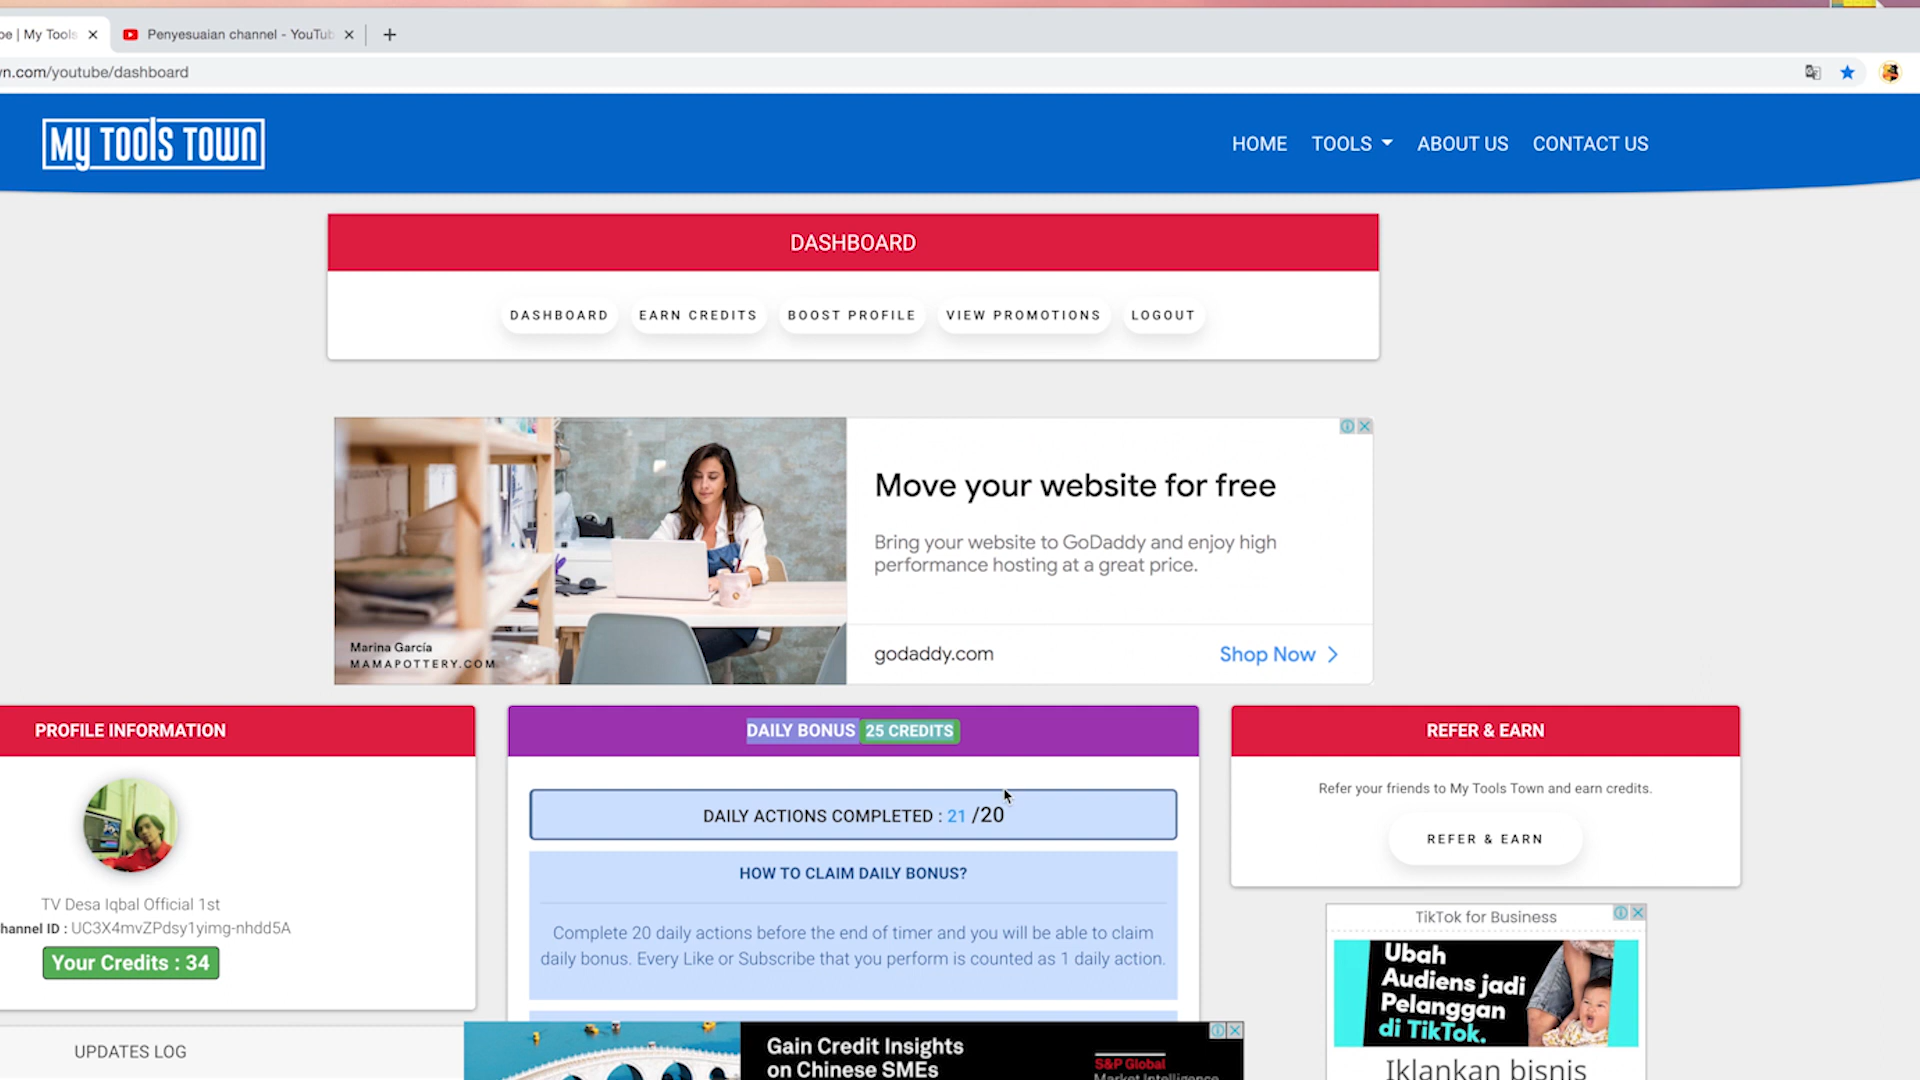 be | My Tools
Penyesuaian channel - YouTub
vn.com/youtube/dashboard
My Tools Town
HOME
TOOLS
ABOUT US
CONTACT US
DASHBOARD
DASHBOARD
EARN CREDITS
BOOST PROFILE
VIEW PROMOTIONS
LOGOUT
Move your website for free
Bring your website to GoDaddy and enjoy high
performance hosting at a great price.
Marina García
MAMAPOTTERY.COM
godaddy.com
Shop Now
PROFILE INFORMATION
TV Desa Iqbal Official 1st
hannel ID : UC3X4mvZPdsy1yimg-nhdd5A
Your Credits : 34
UPDATES LOG
DAILY BONUS 25 CREDITS
DAILY ACTIONS COMPLETED : 21 /20
HOW TO CLAIM DAILY BONUS?
Complete 20 daily actions before the end of timer and you will be able to claim
daily bonus. Every Like or Subscribe that you perform is counted as 1 daily action.
REFER & EARN
Refer your friends to My Tools Town and earn credits.
REFER & EARN
TikTok for Business
Ubah
Audiens jadi
Pelanggan
di TikTok.
Iklankan bisnis
Gain Credit Insights
on Chinese SMEs
S&P Global
Market Intelligence